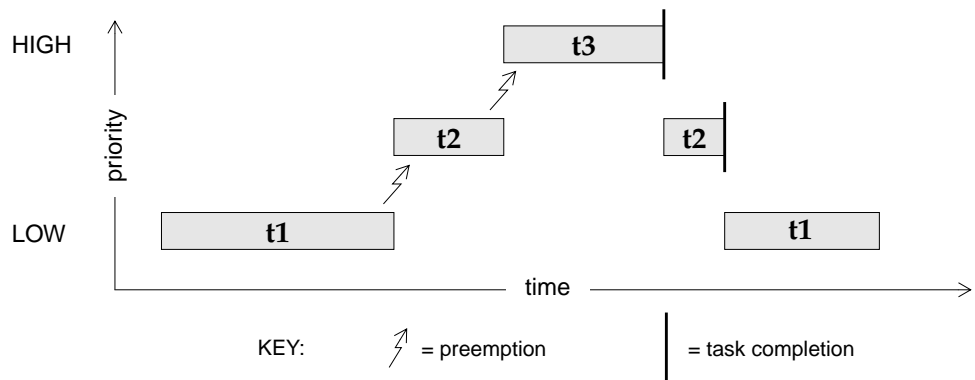 HIGH
t3
priority
t2
t2
LOW
t1
t1
time
KEY:
= preemption
= task completion